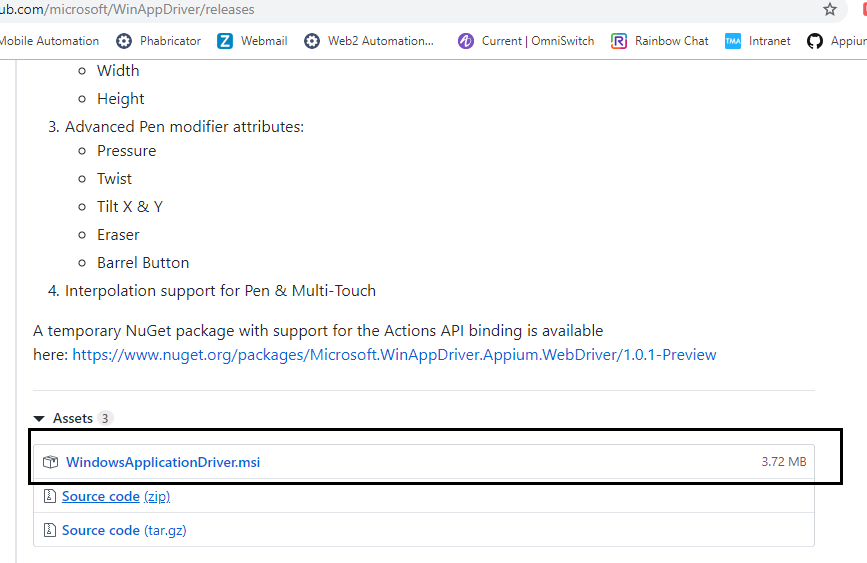 ub.com/microsoft/WinAppDriver/releases
Mobile Automation Phabricator Z Webmail Web2 Automation... Current | OmniSwitch Rainbow Chat TMA Intranet Appium
Width
Height
3. Advanced Pen modifier attributes:
Pressure
Twist
Tilt X & Y
Eraser
Barrel Button
4. Interpolation support for Pen & Multi-Touch
A temporary NuGet package with support for the Actions API binding is available
here: https://www.nuget.org/packages/Microsoft.WinAppDriver.Appium.WebDriver/1.0.1-Preview
Assets 3
WindowsApplicationDriver.msi 3.72 MB
Source code (zip)
Source code (tar.gz)